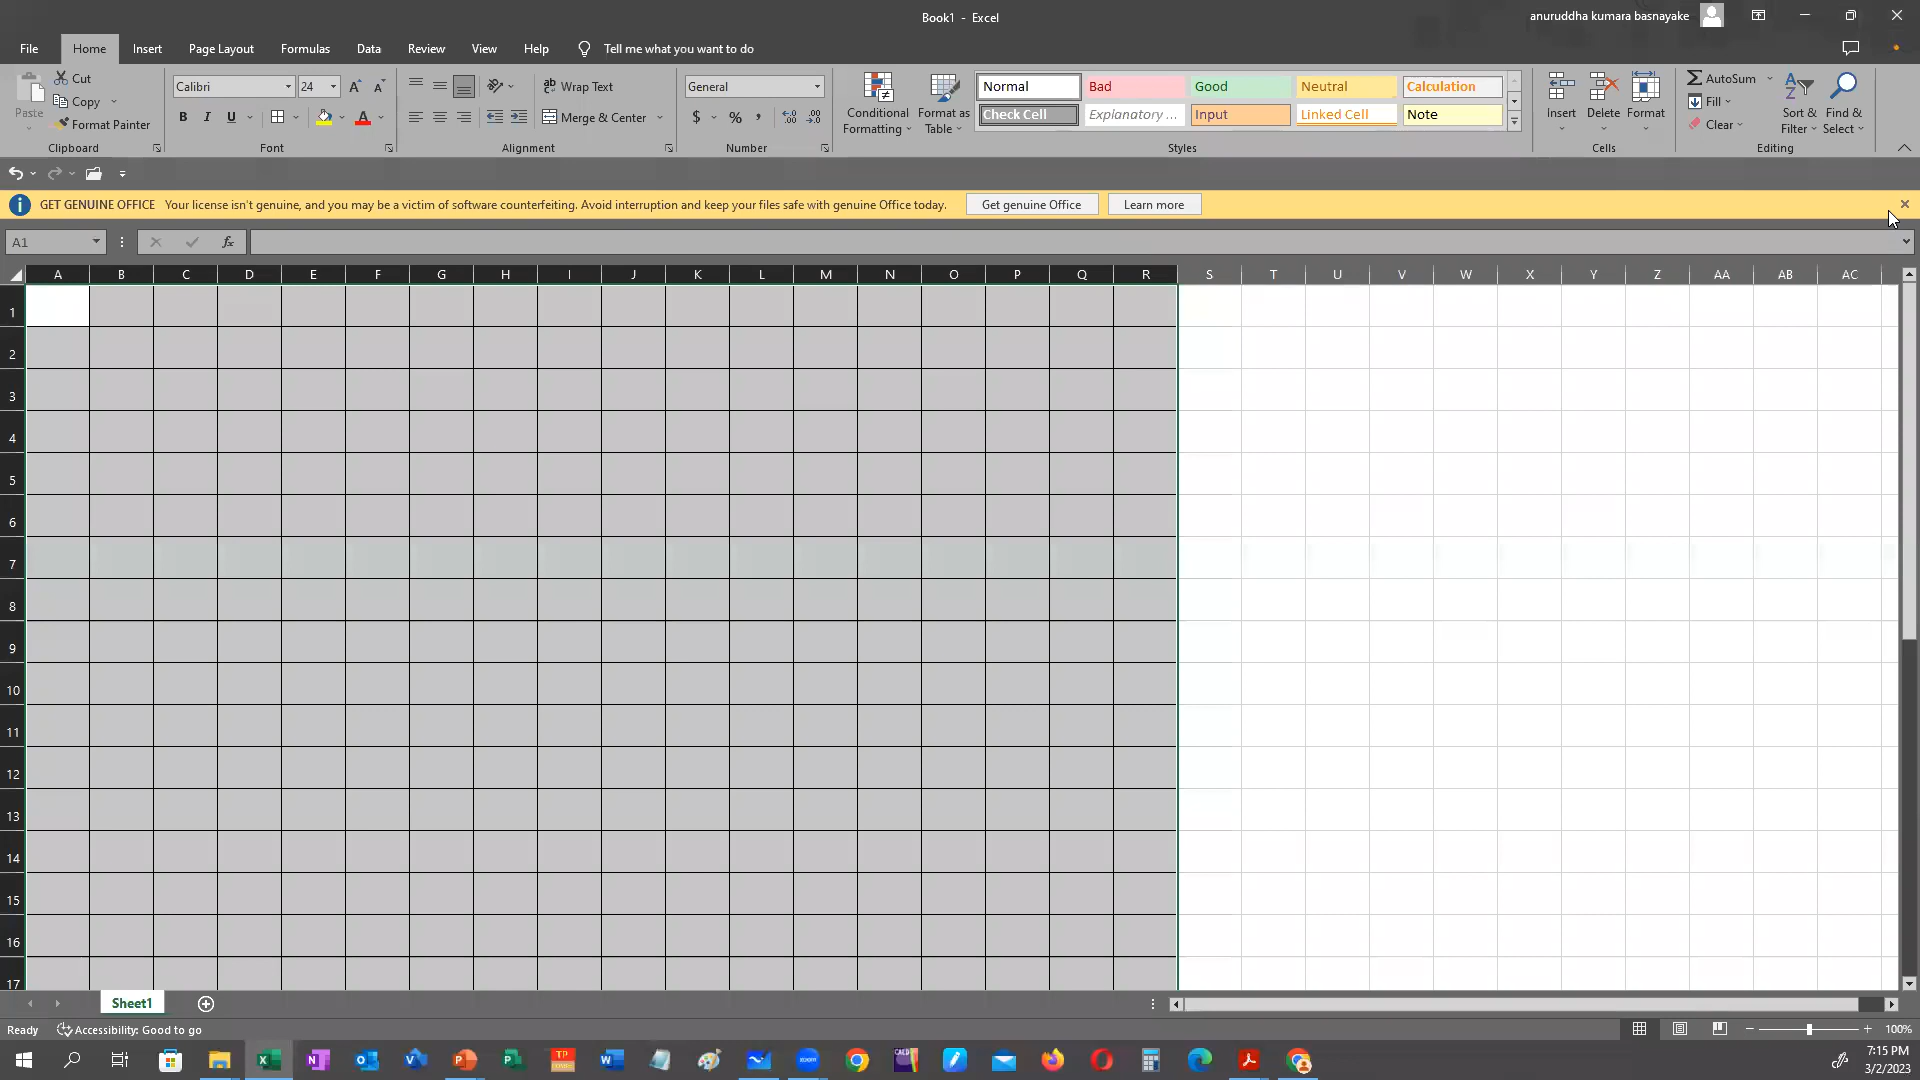 Book1 - Excel
anuruddha kumara basnayake
File Home Insert Page Layout Formulas Data Review View Help Tell me what you want to do
Paste
Cut
Copy
Format Painter
Clipboard
Calibri 24
B I U
Font
Wrap Text
Merge & Center
Alignment
General
$ % ,
Number
Conditional
Formatting
Format as
Table
Normal Bad Good Neutral Calculation
Check Cell Explanatory ... Input Linked Cell Note
Styles
Insert Delete Format
Cells
AutoSum
Fill
Clear
Sort &
Filter
Find &
Select
Editing
GET GENUINE OFFICE Your license isn't genuine, and you may be a victim of software counterfeiting. Avoid interruption and keep your files safe with genuine Office today. Get genuine Office Learn more
A1 fx
A B C D E F G H I J K L M N O P Q R S T U V W X Y Z AA AB AC
1
2
3
4
5
6
7
8
9
10
11
12
13
14
15
16
17
Sheet1
Ready Accessibility: Good to go 100%
7:15 PM
3/2/2023